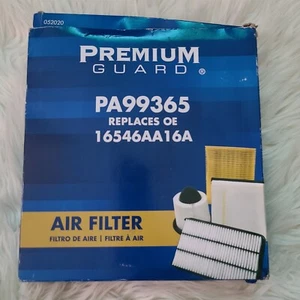 052020
PREMIUM
GUARD ®
PA99365
REPLACES OE
16546AA16A
AIR FILTER
FILTRO DE AIRE | FILTRE À AIR